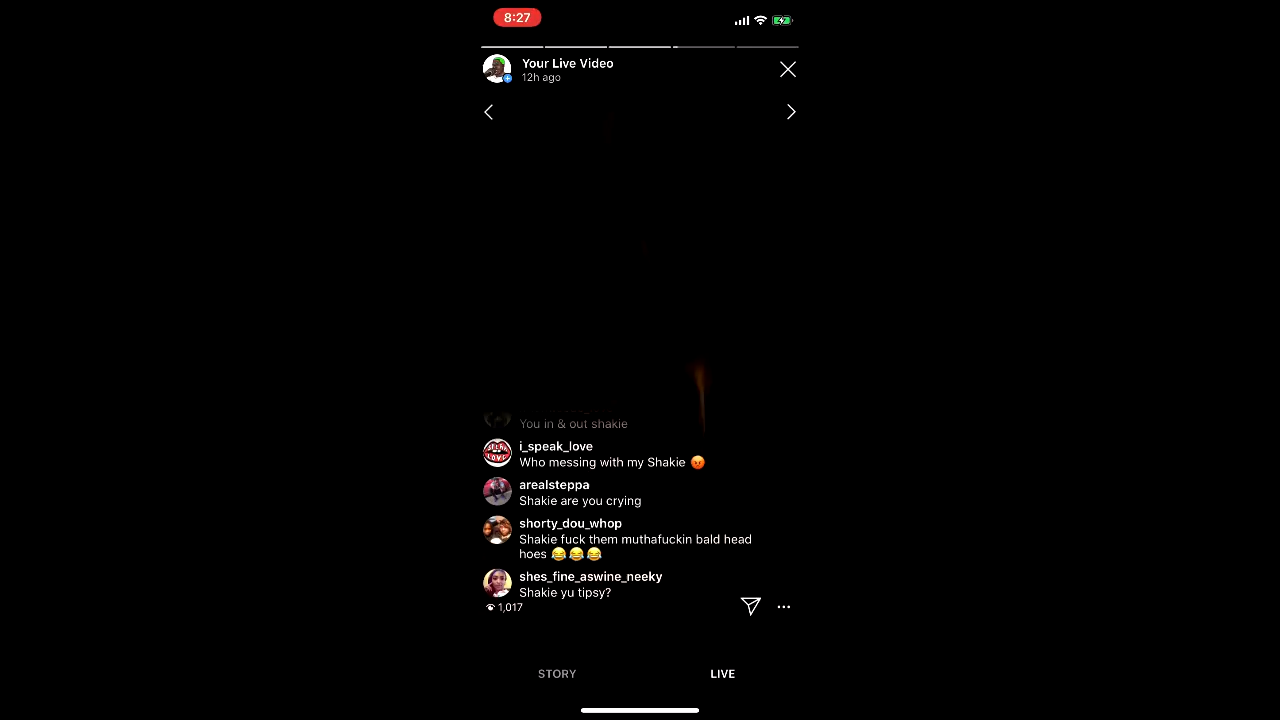 8:27
Your Live Video
12h ago
You in & out shakie
i_speak_love
Who messing with my Shakie 😡
arealsteppa
Shakie are you crying
shorty_dou_whop
Shakie fuck them muthafuckin bald head
hoes 😂😂😂
shes_fine_aswine_neeky
Shakie yu tipsy?
1,017
STORY
LIVE